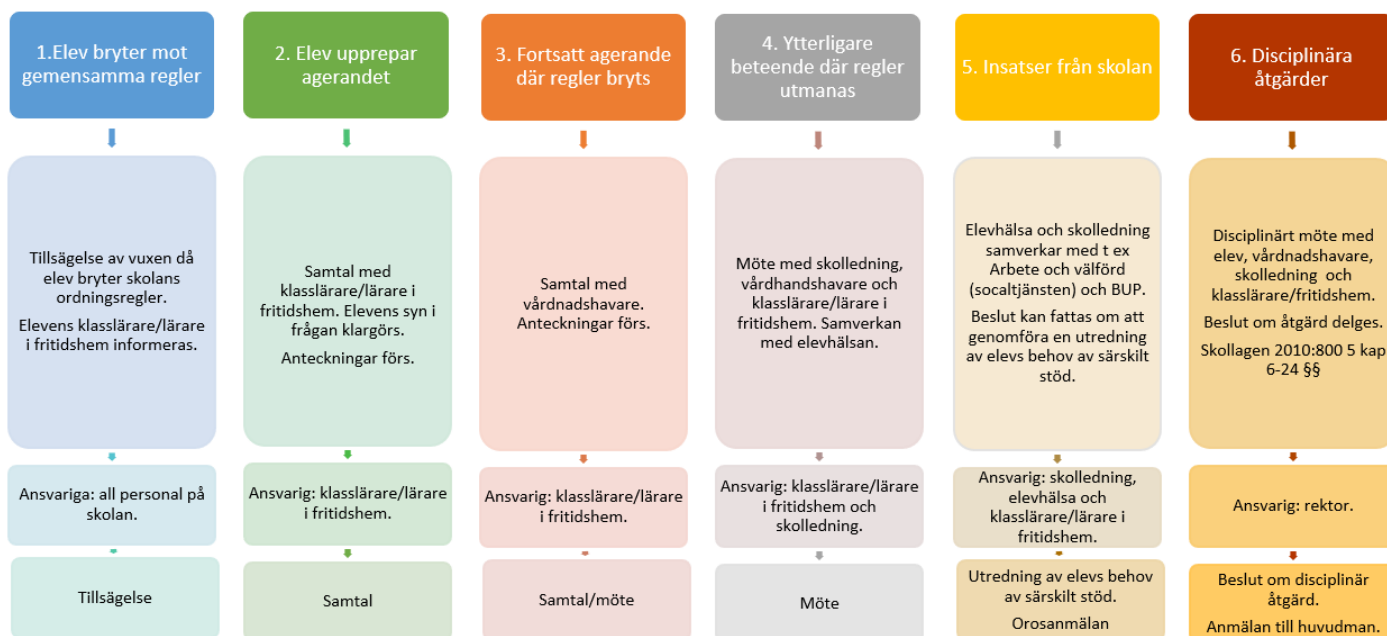 1.Elev bryter mot
gemensamma regler
Tillsägelse av vuxen då
elev bryter skolans
ordningsregler.
Elevens klasslärare/lärare
i fritidshem informeras.
Ansvariga: all personal på
skolan.
Tillsägelse
2. Elev upprepar
agerandet
Samtal med
klasslärare/lärare i
fritidshem. Elevens syn i
frågan klargörs.
Anteckningar förs.
Ansvarig: klasslärare/lärare
i fritidshem.
Samtal
3. Fortsatt agerande
där regler bryts
Samtal med
vårdnadshavare.
Anteckningar förs.
Ansvarig: klasslärare/lärare
i fritidshem.
Samtal/möte
4. Ytterligare
beteende där regler
utmanas
Möte med skolledning,
vårdhandshavare och
klasslärare/lärare i
fritidshem. Samverkan
med elevhälsan.
Ansvarig: klasslärare/lärare
i fritidshem och
skolledning.
Möte
5. Insatser från skolan
Elevhälsa och skolledning
samverkar med t ex
Arbete och välförd
(socaltjänsten) och BUP.
Beslut kan fattas om att
genomföra en utredning
av elevs behov av särskilt
stöd.
Ansvarig: skolledning,
elevhälsa och
klasslärare/lärare i
fritidshem.
Utredning av elevs behov
av särskilt stöd.
Orosanmälan
6. Disciplinära
åtgärder
Disciplinärt möte med
elev, vårdnadshavare,
skolledning och
klasslärare/fritidshem.
Beslut om åtgärd delges.
Skollagen 2010:800 5 kap
6-24 §§
Ansvarig: rektor.
Beslut om disciplinär
åtgärd.
Anmälan till huvudman.